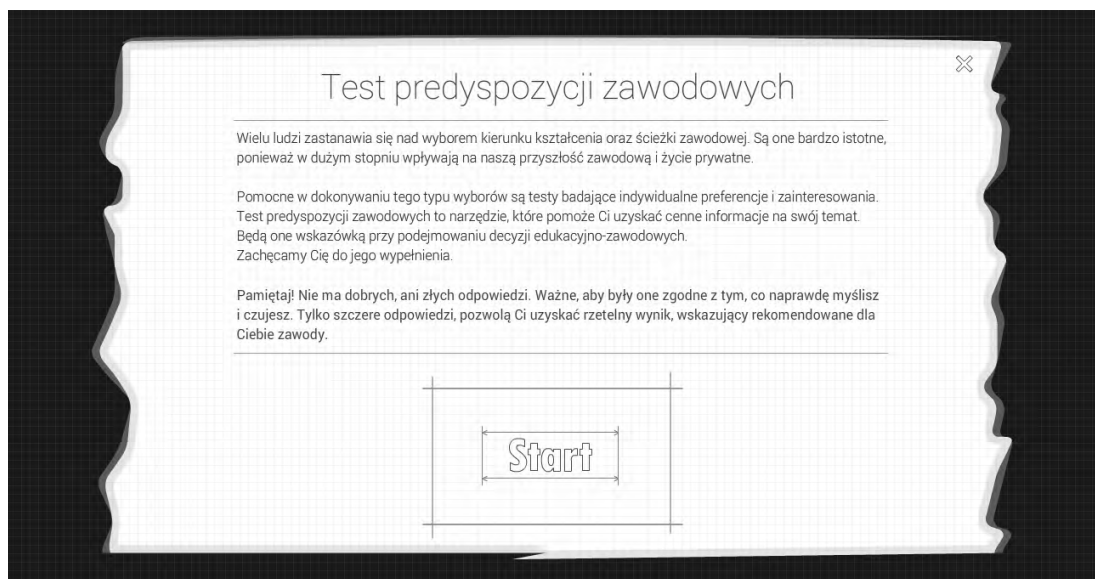 Test predyspozycji zawodowych
Wielu ludzi zastanawia się nad wyborem kierunku kształcenia oraz ścieżki zawodowej. Są one bardzo istotne,
ponieważ w dużym stopniu wpływają na naszą przyszłość zawodową i życie prywatne.
Pomocne w dokonywaniu tego typu wyborów są testy badające indywidualne preferencje i zainteresowania.
Test predyspozycji zawodowych to narzędzie, które pomoże Ci uzyskać cenne informacje na swój temat.
Będą one wskazówką przy podejmowaniu decyzji edukacyjno-zawodowych.
Zachęcamy Cię do jego wypełnienia.
Pamiętaj! Nie ma dobrych, ani złych odpowiedzi. Ważne, aby były one zgodne z tym, co naprawdę myślisz
i czujesz. Tylko szczere odpowiedzi, pozwolą Ci uzyskać rzetelny wynik, wskazujący rekomendowane dla
Ciebie zawody.
Start